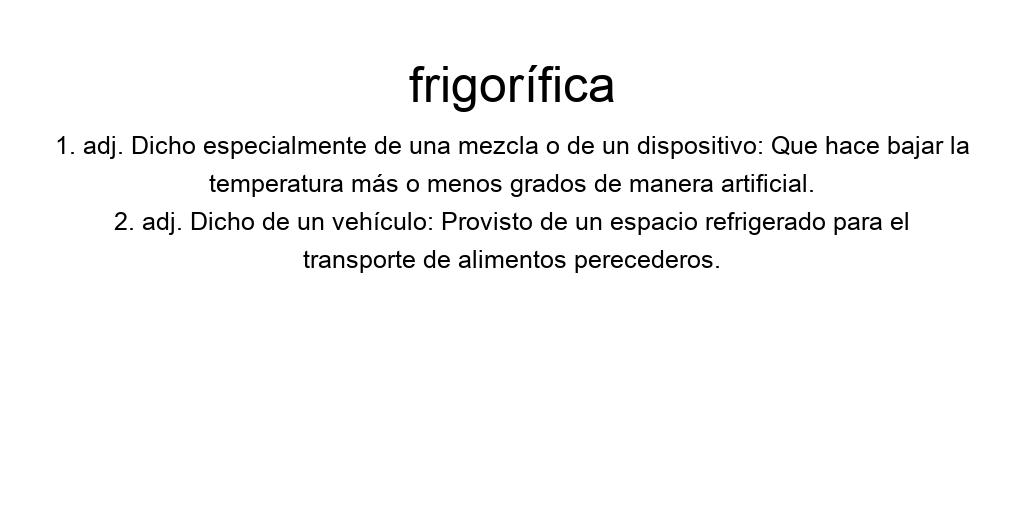 frigorífica
1. adj. Dicho especialmente de una mezcla o de un dispositivo: Que hace bajar la
temperatura más o menos grados de manera artificial.
2. adj. Dicho de un vehículo: Provisto de un espacio refrigerado para el
transporte de alimentos perecederos.